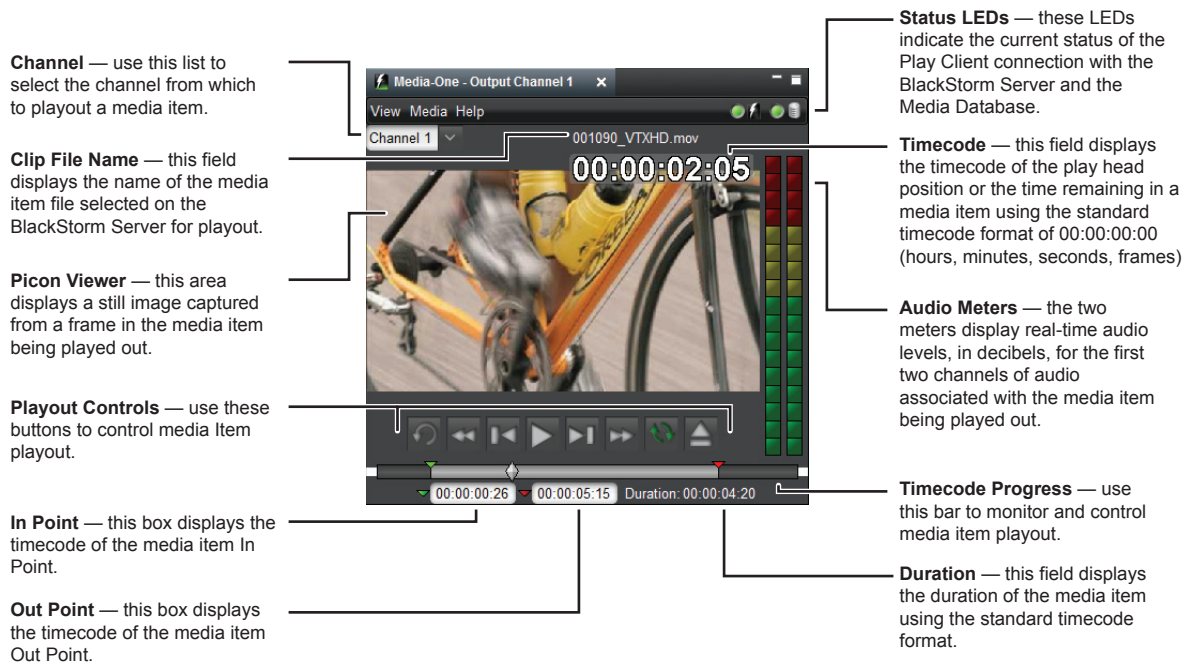 Channel — use this list to
select the channel from which
to playout a media item.
Clip File Name — this field
displays the name of the media
item file selected on the
BlackStorm Server for playout.
Picon Viewer — this area
displays a still image captured
from a frame in the media item
being played out.
Playout Controls — use these
buttons to control media Item
playout.
In Point — this box displays the
timecode of the media item In
Point.
Out Point — this box displays
the timecode of the media item
Out Point.
Media-One - Output Channel 1
View Media Help
Channel 1
001090_VTXHD.mov
00:00:02:05
00:00:00:26 00:00:05:15 Duration: 00:00:04:20
Status LEDs — these LEDs
indicate the current status of the
Play Client connection with the
BlackStorm Server and the
Media Database.
Timecode — this field displays
the timecode of the play head
position or the time remaining in a
media item using the standard
timecode format of 00:00:00:00
(hours, minutes, seconds, frames)
Audio Meters — the two
meters display real-time audio
levels, in decibels, for the first
two channels of audio
associated with the media item
being played out.
Timecode Progress — use
this bar to monitor and control
media item playout.
Duration — this field displays
the duration of the media item
using the standard timecode
format.